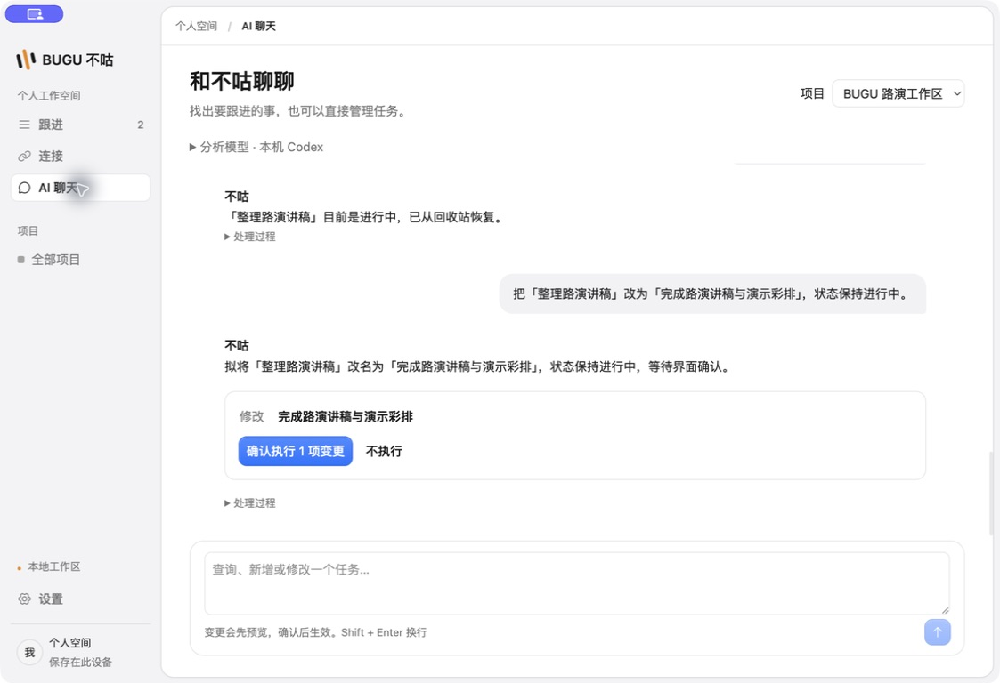 BUGU 不咕
个人工作空间
跟进 2
连接
AI 聊天
项目
全部项目
本地工作区
设置
我
个人空间
保存在此设备
个人空间 / AI 聊天
和不咕聊聊
找出要跟进的事，也可以直接管理任务。
项目 BUGU 路演工作区
分析模型 · 本机 Codex
不咕
「整理路演讲稿」目前是进行中，已从回收站恢复。
处理过程
把「整理路演讲稿」改为「完成路演讲稿与演示彩排」，状态保持进行中。
不咕
拟将「整理路演讲稿」改名为「完成路演讲稿与演示彩排」，状态保持进行中，等待界面确认。
修改 完成路演讲稿与演示彩排
确认执行 1 项变更 不执行
处理过程
查询、新增或修改一个任务...
变更会先预览，确认后生效。Shift + Enter 换行